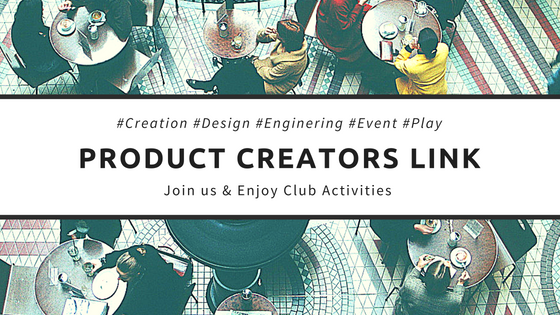 #Creation #Design #Enginering #Event #Play
PRODUCT CREATORS LINK
Join us & Enjoy Club Activities